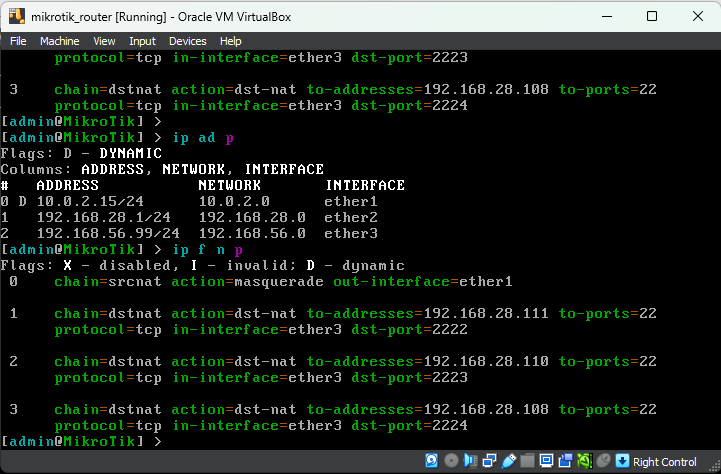 mikrotik_router [Running] - Oracle VM VirtualBox
File Machine View Input Devices Help
protocol=tcp in-interface=ether3 dst-port=2223
3 chain=dstnat action=dst-nat to-addresses=192.168.28.108 to-ports=22
protocol=tcp in-interface=ether3 dst-port=2224
[admin@MikroTik] >
[admin@MikroTik] > ip ad p
Flags: D - DYNAMIC
Columns: ADDRESS, NETWORK, INTERFACE
# ADDRESS NETWORK INTERFACE
0 D 10.0.2.15/24 10.0.2.0 ether1
1 192.168.28.1/24 192.168.28.0 ether2
2 192.168.56.99/24 192.168.56.0 ether3
[admin@MikroTik] > ip f n p
Flags: X - disabled, I - invalid; D - dynamic
0 chain=srcnat action=masquerade out-interface=ether1
1 chain=dstnat action=dst-nat to-addresses=192.168.28.111 to-ports=22
protocol=tcp in-interface=ether3 dst-port=2222
2 chain=dstnat action=dst-nat to-addresses=192.168.28.110 to-ports=22
protocol=tcp in-interface=ether3 dst-port=2223
3 chain=dstnat action=dst-nat to-addresses=192.168.28.108 to-ports=22
protocol=tcp in-interface=ether3 dst-port=2224
[admin@MikroTik] >
Right Control